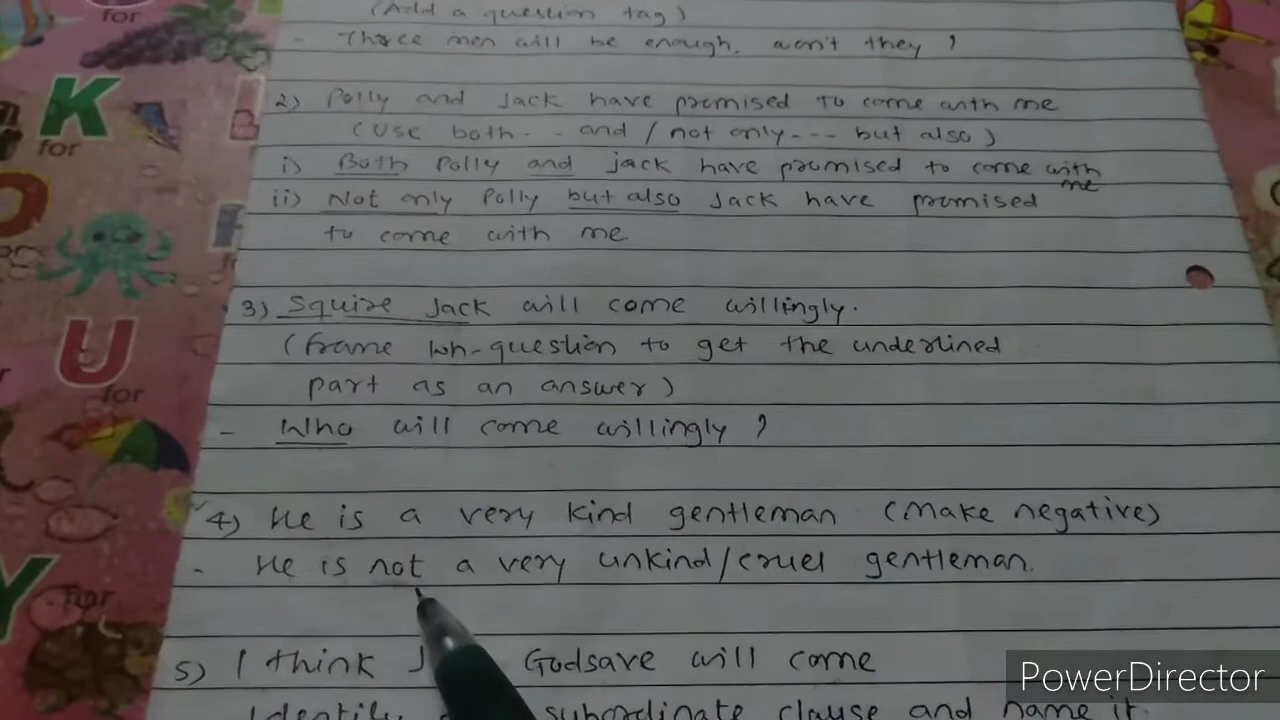 for
(Add a question tag)
- Three men will be enough, won't they ?
K
for
2) Polly and Jack have promised to come with me
(Use both - - and / not only --- but also)
i) Both Polly and Jack have promised to come with me
ii) Not only Polly but also Jack have promised
to come with me.
3) Squire Jack will come willingly.
(Frame wh-question to get the underlined
part as an answer)
- Who will come willingly ?
U
for
4) He is a very kind gentleman (Make negative)
- He is not a very unkind/cruel gentleman.
Y
for
5) I think J Godsave will come
Identify subordinate clause and name it.
PowerDirector